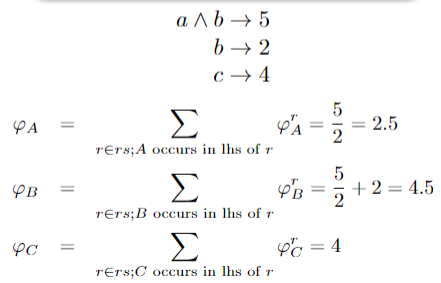 a ∧ b → 5
b → 2
c → 4
φ_A = ∑_{r∈rs;A occurs in lhs of r} φ_A^r = 5/2 = 2.5
φ_B = ∑_{r∈rs;B occurs in lhs of r} φ_B^r = 5/2 + 2 = 4.5
φ_C = ∑_{r∈rs;C occurs in lhs of r} φ_C^r = 4